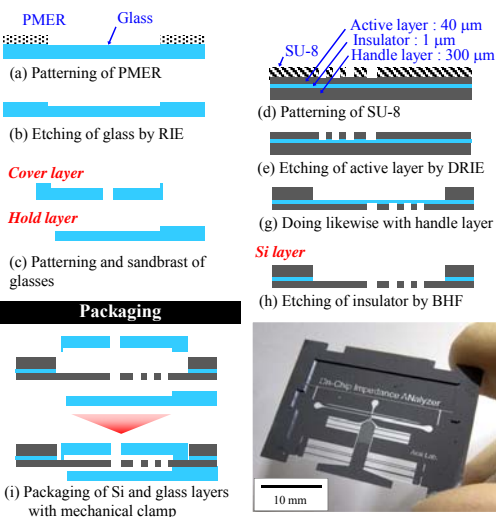 PMER
Glass
(a) Patterning of PMER
(b) Etching of glass by RIE
Cover layer
Hold layer
(c) Patterning and sandbrast of
glasses
Active layer : 40 μm
Insulator : 1 μm
Handle layer : 300 μm
SU-8
(d) Patterning of SU-8
(e) Etching of active layer by DRIE
(g) Doing likewise with handle layer
Si layer
(h) Etching of insulator by BHF
Packaging
(i) Packaging of Si and glass layers
with mechanical clamp
On-Chip Impedance ANalyzer
10 mm